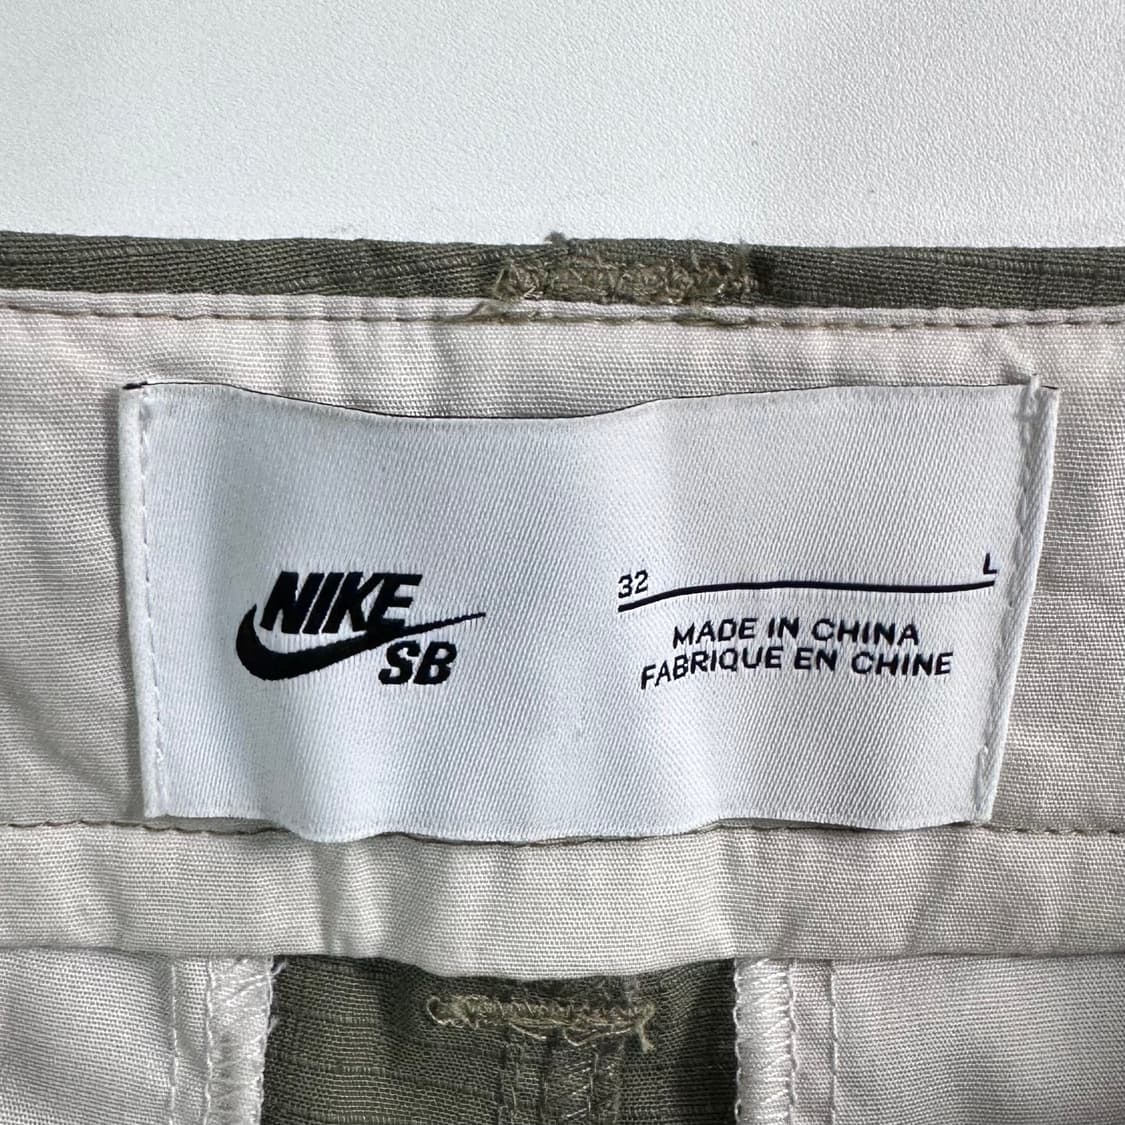 NIKE
SB
32 L
MADE IN CHINA
FABRIQUE EN CHINE